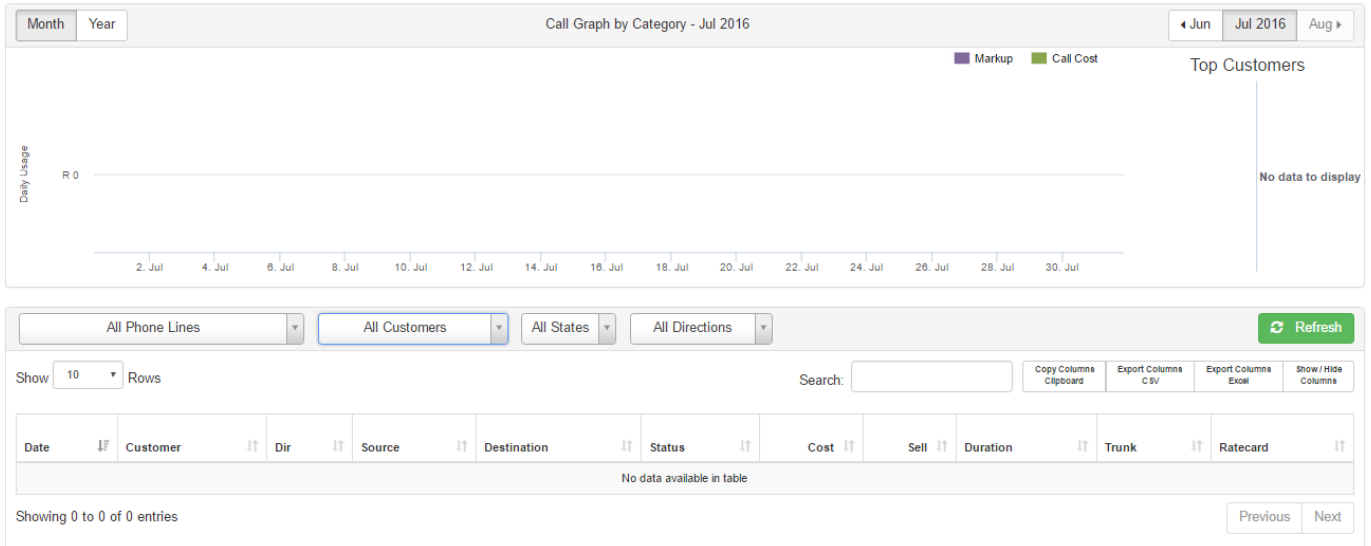 Month Year Call Graph by Category - Jul 2016 Jun Jul 2016 Aug
Markup Call Cost
Top Customers
Daily Usage
R 0
No data to display
2. Jul 4. Jul 6. Jul 8. Jul 10. Jul 12. Jul 14. Jul 16. Jul 18. Jul 20. Jul 22. Jul 24. Jul 26. Jul 28. Jul 30. Jul
All Phone Lines All Customers All States All Directions Refresh
Show 10 Rows Search:
Copy Columns Clipboard
Export Columns CSV
Export Columns Excel
Show / Hide Columns
Date Customer Dir Source Destination Status Cost Sell Duration Trunk Ratecard
No data available in table
Showing 0 to 0 of 0 entries Previous Next